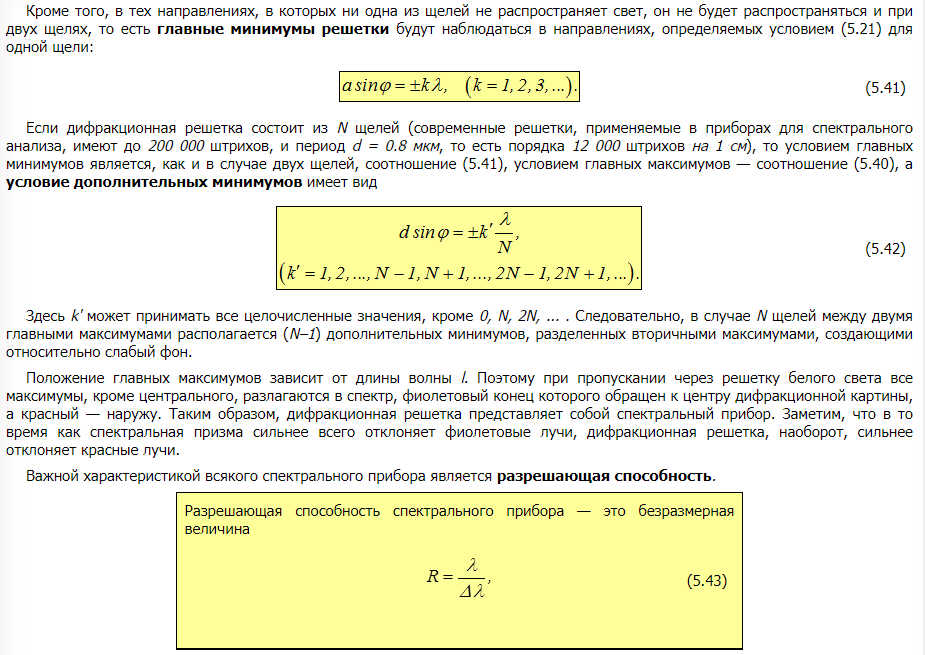 Кроме того, в тех направлениях, в которых ни одна из щелей не распространяет свет, он не будет распространяться и при
двух щелях, то есть главные минимумы решетки будут наблюдаться в направлениях, определяемых условием (5.21) для
одной щели:
a sinφ = ±kλ, (k = 1, 2, 3, ...). (5.41)
Если дифракционная решетка состоит из N щелей (современные решетки, применяемые в приборах для спектрального
анализа, имеют до 200 000 штрихов, и период d = 0.8 мкм, то есть порядка 12 000 штрихов на 1 см), то условием главных
минимумов является, как и в случае двух щелей, соотношение (5.41), условием главных максимумов — соотношение (5.40), а
условие дополнительных минимумов имеет вид
d sinφ = ±k′ λ/N,
(k′ = 1, 2, ..., N − 1, N + 1, ..., 2N − 1, 2N + 1, ...). (5.42)
Здесь k' может принимать все целочисленные значения, кроме 0, N, 2N, ... . Следовательно, в случае N щелей между двумя
главными максимумами располагается (N–1) дополнительных минимумов, разделенных вторичными максимумами, создающими
относительно слабый фон.
Положение главных максимумов зависит от длины волны l. Поэтому при пропускании через решетку белого света все
максимумы, кроме центрального, разлагаются в спектр, фиолетовый конец которого обращен к центру дифракционной картины,
а красный — наружу. Таким образом, дифракционная решетка представляет собой спектральный прибор. Заметим, что в то
время как спектральная призма сильнее всего отклоняет фиолетовые лучи, дифракционная решетка, наоборот, сильнее
отклоняет красные лучи.
Важной характеристикой всякого спектрального прибора является разрешающая способность.
Разрешающая способность спектрального прибора — это безразмерная
величина
R = λ/Δλ, (5.43)